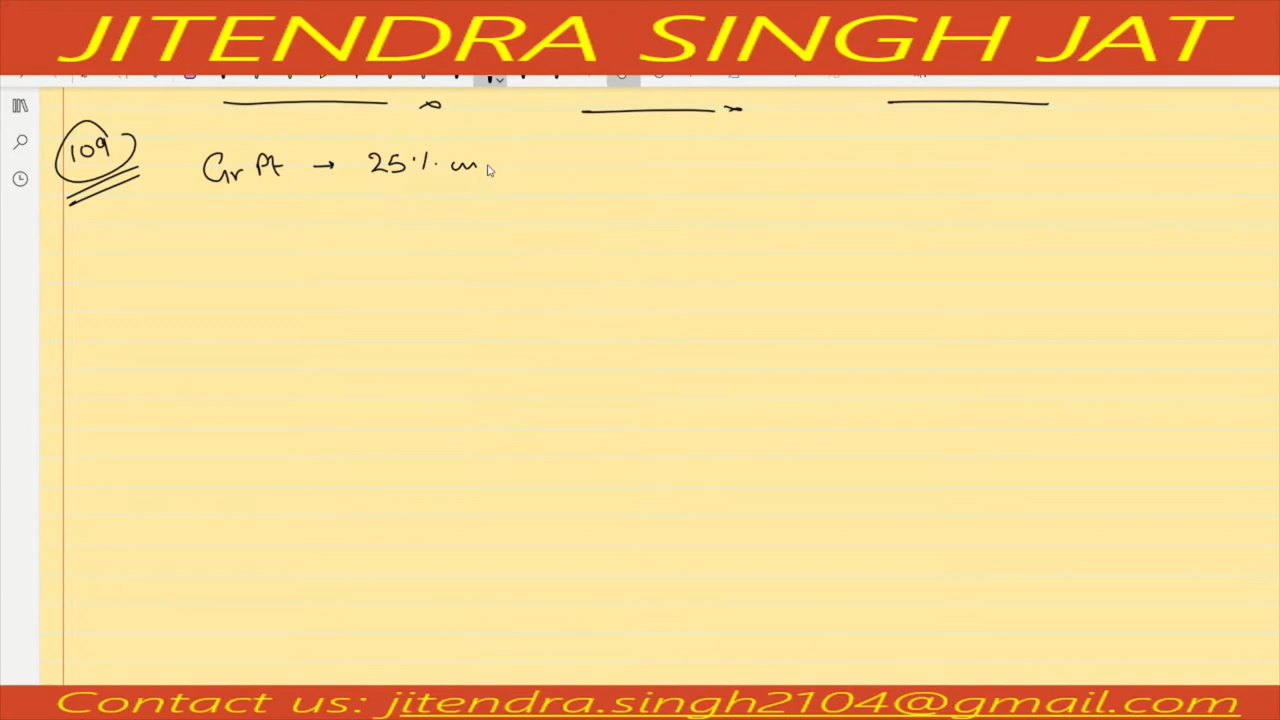 JITENDRA SINGH JAT
109
Gr Pt → 25% on
Contact us: jitendra.singh2104@gmail.com